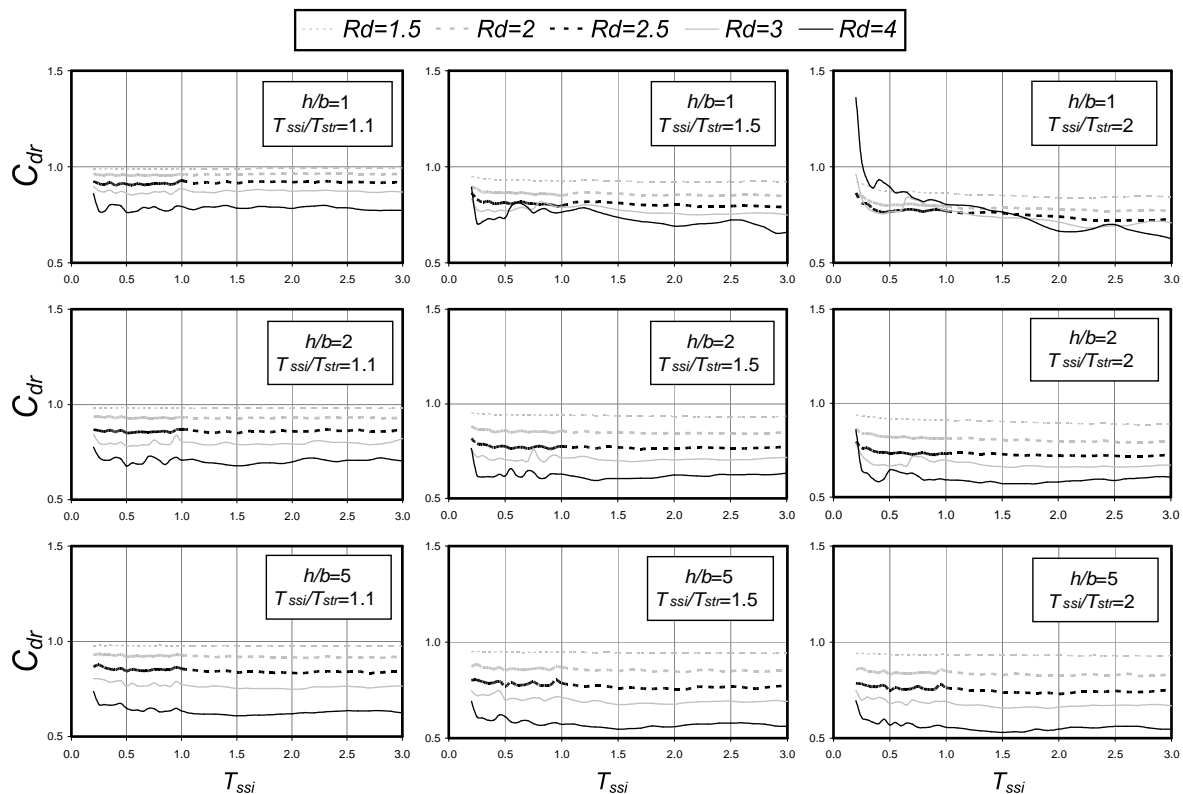 Rd=1.5 Rd=2 Rd=2.5 Rd=3 Rd=4
1.5 1.5 1.5
h/b=1 h/b=1 h/b=1
Tssi/Tstr=1.1 Tssi/Tstr=1.5 Tssi/Tstr=2
Cdr 1.0 1.0 1.0
0.5 0.5 0.5
0.0 0.5 1.0 1.5 2.0 2.5 3.0 0.0 0.5 1.0 1.5 2.0 2.5 3.0 0.0 0.5 1.0 1.5 2.0 2.5 3.0
1.5 1.5 1.5
h/b=2 h/b=2 h/b=2
Tssi/Tstr=1.1 Tssi/Tstr=1.5 Tssi/Tstr=2
Cdr 1.0 1.0 1.0
0.5 0.5 0.5
0.0 0.5 1.0 1.5 2.0 2.5 3.0 0.0 0.5 1.0 1.5 2.0 2.5 3.0 0.0 0.5 1.0 1.5 2.0 2.5 3.0
1.5 1.5 1.5
h/b=5 h/b=5 h/b=5
Tssi/Tstr=1.1 Tssi/Tstr=1.5 Tssi/Tstr=2
Cdr 1.0 1.0 1.0
0.5 0.5 0.5
0.0 0.5 1.0 1.5 2.0 2.5 3.0 0.0 0.5 1.0 1.5 2.0 2.5 3.0 0.0 0.5 1.0 1.5 2.0 2.5 3.0
Tssi Tssi Tssi